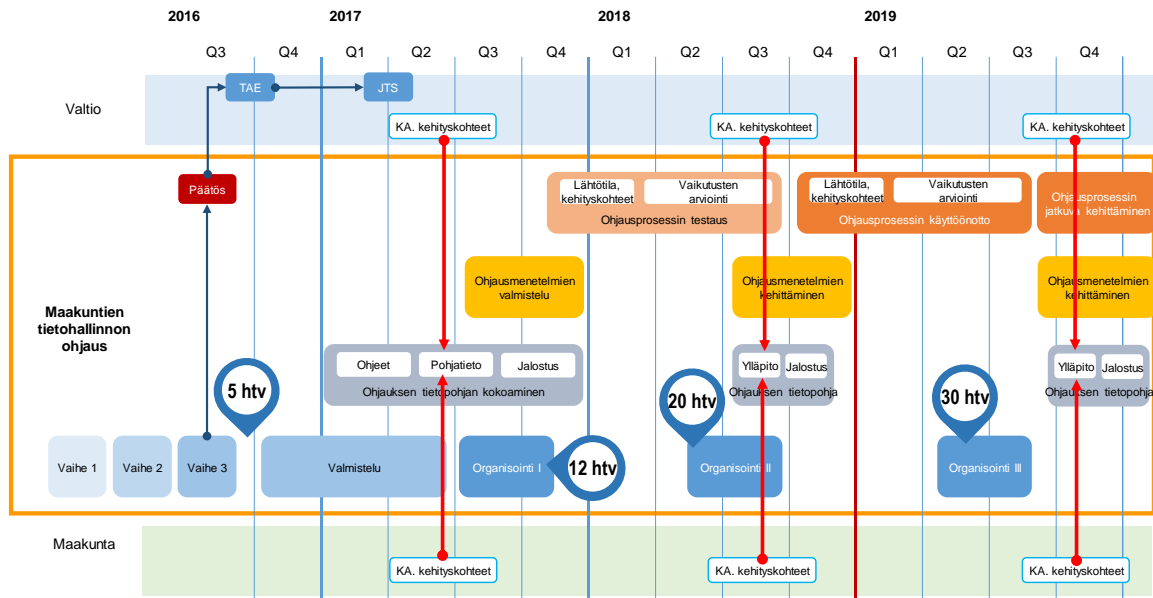 2016 2017 2018 2019
Q3 Q4 Q1 Q2 Q3 Q4 Q1 Q2 Q3 Q4 Q1 Q2 Q3 Q4
TAE JTS
Valtio
KA. kehityskohteet KA. kehityskohteet KA. kehityskohteet
Päätös
Lähtötila, kehityskohteet
Vaikutusten arviointi
Ohjausprosessin testaus
Lähtötila, kehityskohteet
Vaikutusten arviointi
Ohjausprosessin käyttöönotto
Ohjausprosessin
jatkuva kehittäminen
Ohjausmenetelmien
valmistelu
Ohjausmenetelmien
kehittäminen
Ohjausmenetelmien
kehittäminen
Maakuntien
tietohallinnon
ohjaus
Ohjeet Pohjatieto Jalostus
Ohjauksen tietopohjan kokoaminen
Ylläpito Jalostus
Ohjauksen tietopohja
Ylläpito Jalostus
Ohjauksen tietopohja
5 htv
20 htv
30 htv
Vaihe 1 Vaihe 2 Vaihe 3 Valmistelu Organisointi I
12 htv
Organisointi II Organisointi III
Maakunta
KA. kehityskohteet KA. kehityskohteet KA. kehityskohteet